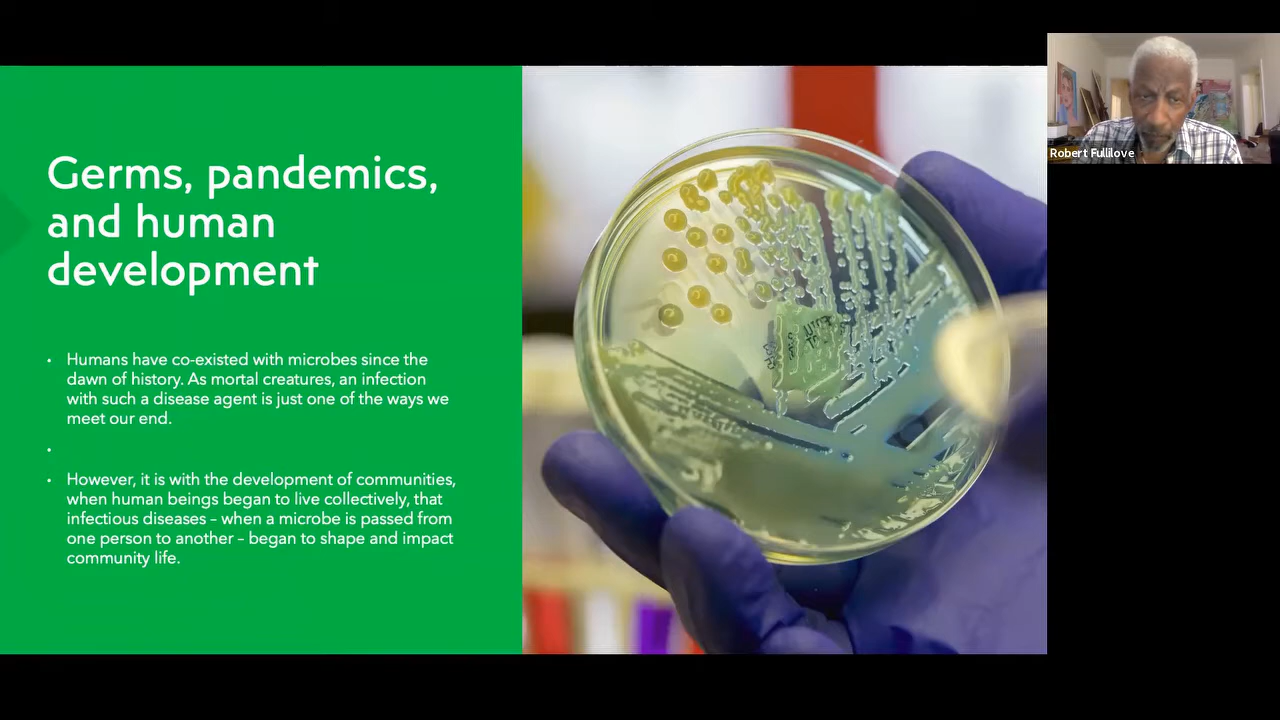 Germs, pandemics,
and human
development
• Humans have co-existed with microbes since the
dawn of history. As mortal creatures, an infection
with such a disease agent is just one of the ways we
meet our end.
•
• However, it is with the development of communities,
when human beings began to live collectively, that
infectious diseases – when a microbe is passed from
one person to another – began to shape and impact
community life.
Robert Fullilove